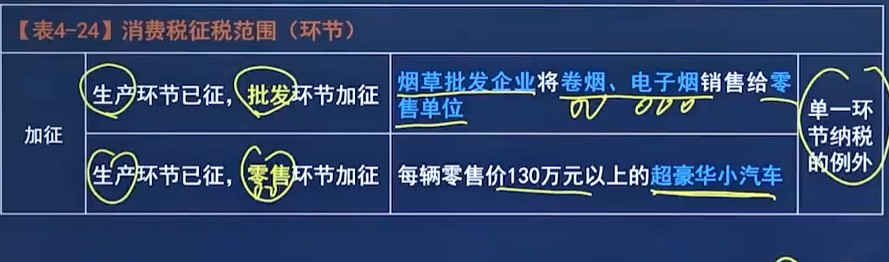 【表4-24】消费税征税范围（环节）
加征
生产环节已征，批发环节加征
烟草批发企业将卷烟、电子烟销售给零
售单位
生产环节已征，零售环节加征
每辆零售价130万元以上的超豪华小汽车
单一环
节纳税
的例外